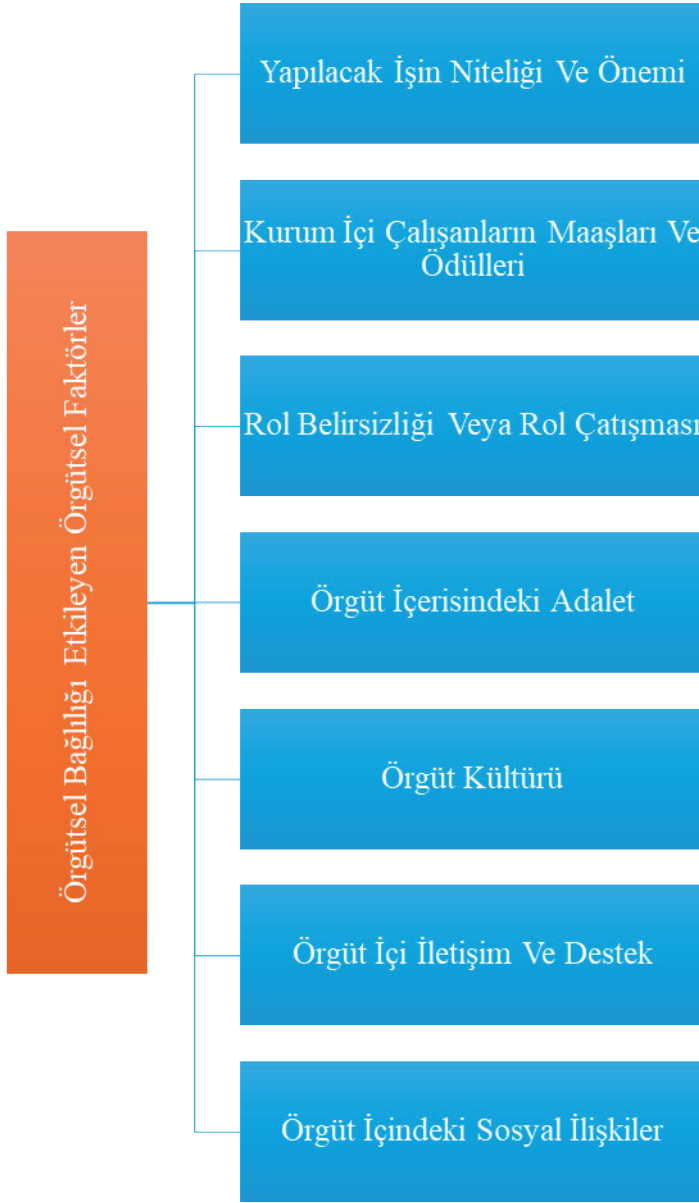 Örgütsel Bağlılığı Etkileyen Örgütsel Faktörler
Yapılacak İşin Niteliği Ve Önemi
Kurum İçi Çalışanların Maaşları Ve
Ödülleri
Rol Belirsizliği Veya Rol Çatışması
Örgüt İçerisindeki Adalet
Örgüt Kültürü
Örgüt İçi İletişim Ve Destek
Örgüt İçindeki Sosyal İlişkiler